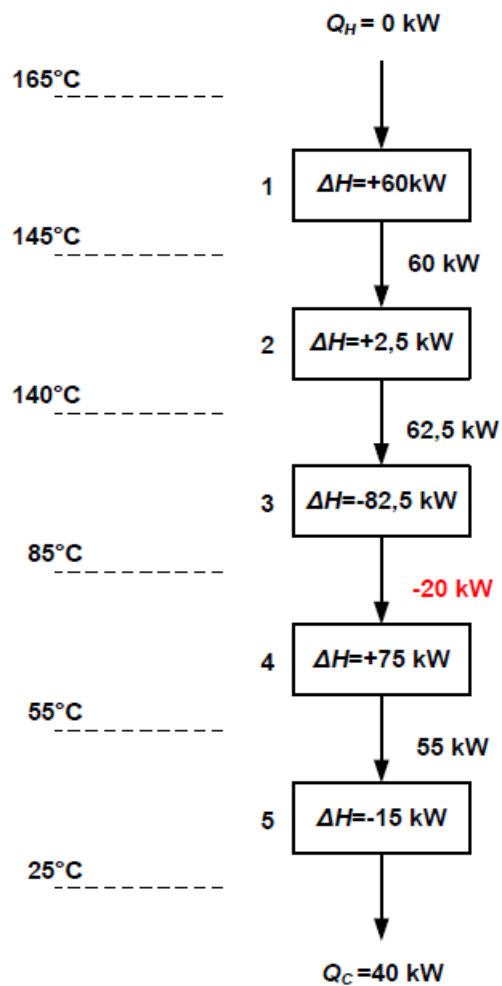 Q_H = 0 kW
165°C
1 ΔH=+60kW
145°C
60 kW
2 ΔH=+2,5 kW
140°C
62,5 kW
3 ΔH=-82,5 kW
85°C
-20 kW
4 ΔH=+75 kW
55°C
55 kW
5 ΔH=-15 kW
25°C
Q_C =40 kW